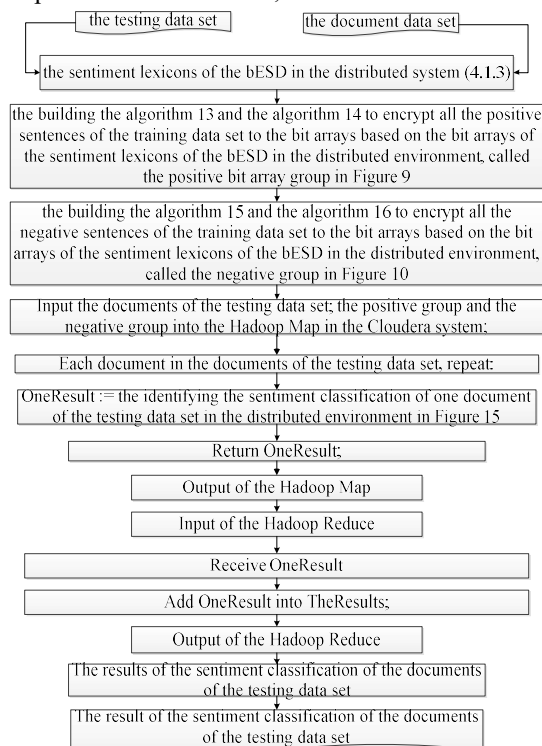 the testing data set
the document data set
the sentiment lexicons of the bESD in the distributed system (4.1.3)
the building the algorithm 13 and the algorithm 14 to encrypt all the positive
sentences of the training data set to the bit arrays based on the bit arrays of
the sentiment lexicons of the bESD in the distributed environment, called
the positive bit array group in Figure 9
the building the algorithm 15 and the algorithm 16 to encrypt all the
negative sentences of the training data set to the bit arrays based on the bit
arrays of the sentiment lexicons of the bESD in the distributed environment,
called the negative group in Figure 10
Input the documents of the testing data set; the positive group and the
negative group into the Hadoop Map in the Cloudera system;
Each document in the documents of the testing data set, repeat:
OneResult := the identifying the sentiment classification of one document
of the testing data set in the distributed environment in Figure 15
Return OneResult;
Output of the Hadoop Map
Input of the Hadoop Reduce
Receive OneResult
Add OneResult into TheResults;
Output of the Hadoop Reduce
The results of the sentiment classification of the documents
of the testing data set
The result of the sentiment classification of the documents
of the testing data set